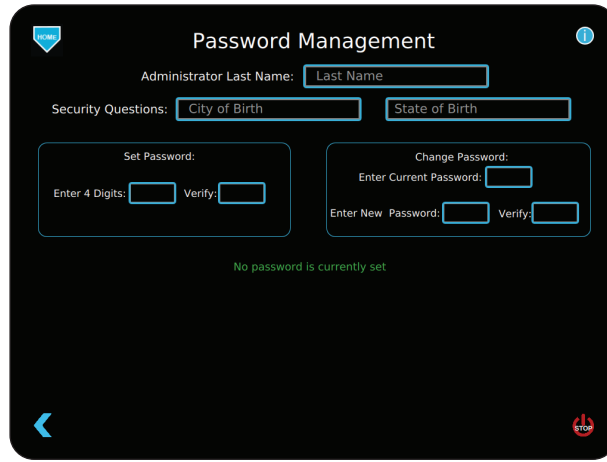 HOME
Password Management
i
Administrator Last Name: Last Name
Security Questions: City of Birth State of Birth
Set Password:
Enter 4 Digits: Verify:
Change Password:
Enter Current Password:
Enter New Password: Verify:
No password is currently set
STOP